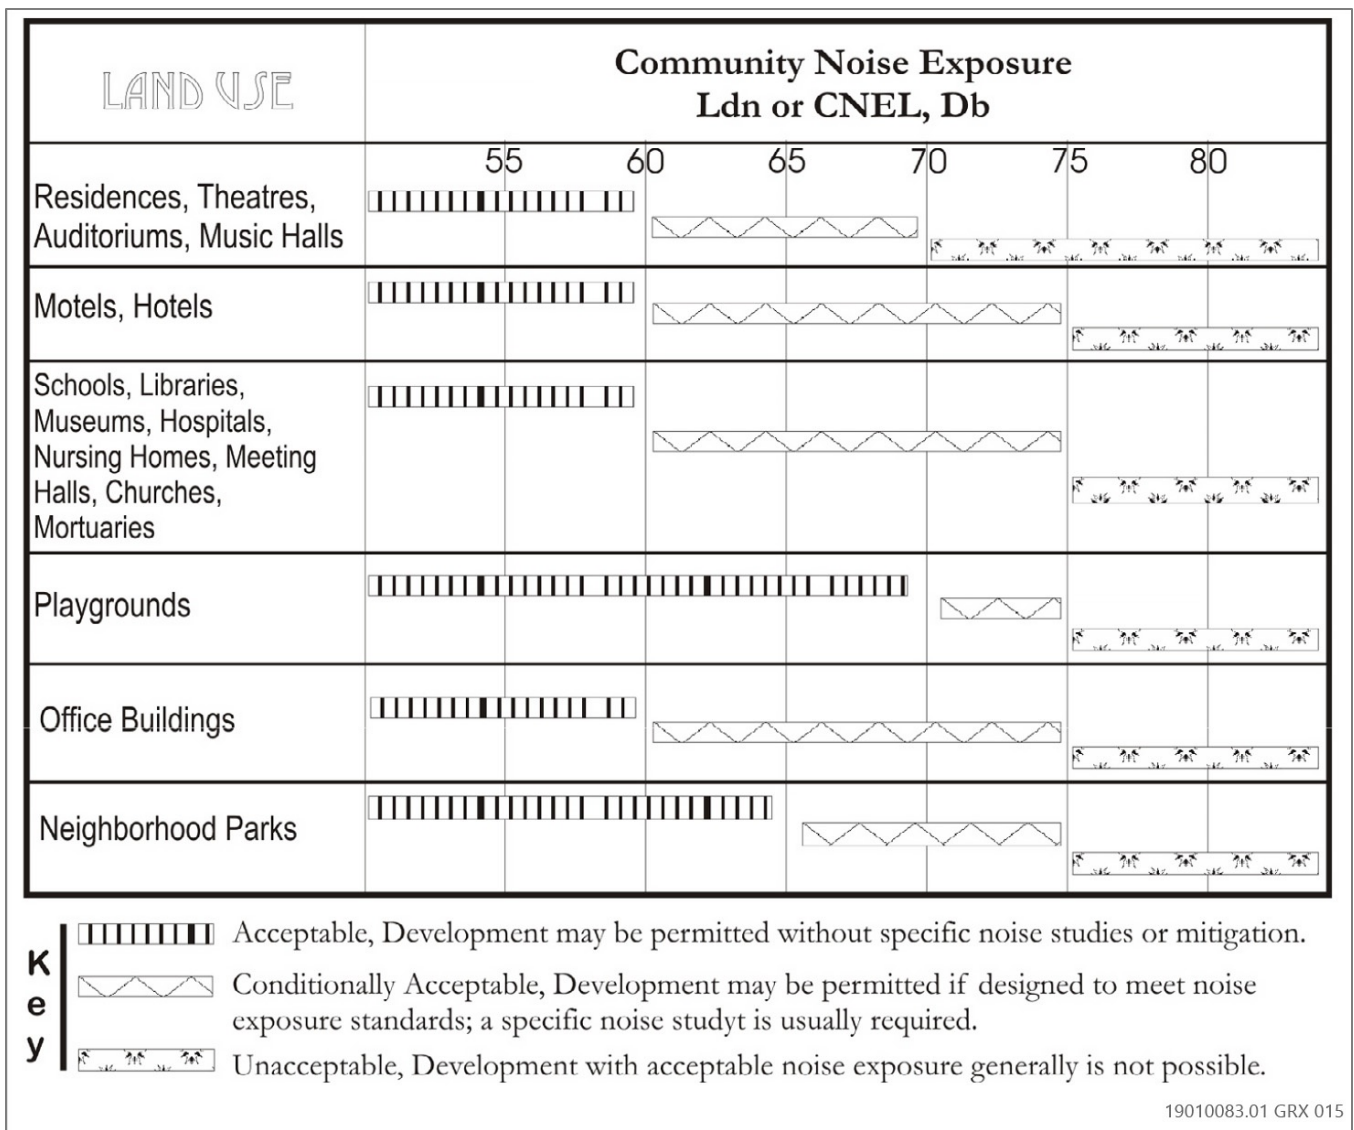 LAND USE
Community Noise Exposure
Ldn or CNEL, Db
55 60 65 70 75 80
Residences, Theatres,
Auditoriums, Music Halls
Motels, Hotels
Schools, Libraries,
Museums, Hospitals,
Nursing Homes, Meeting
Halls, Churches,
Mortuaries
Playgrounds
Office Buildings
Neighborhood Parks
Key
Acceptable, Development may be permitted without specific noise studies or mitigation.
Conditionally Acceptable, Development may be permitted if designed to meet noise
exposure standards; a specific noise studyt is usually required.
Unacceptable, Development with acceptable noise exposure generally is not possible.
19010083.01 GRX 015